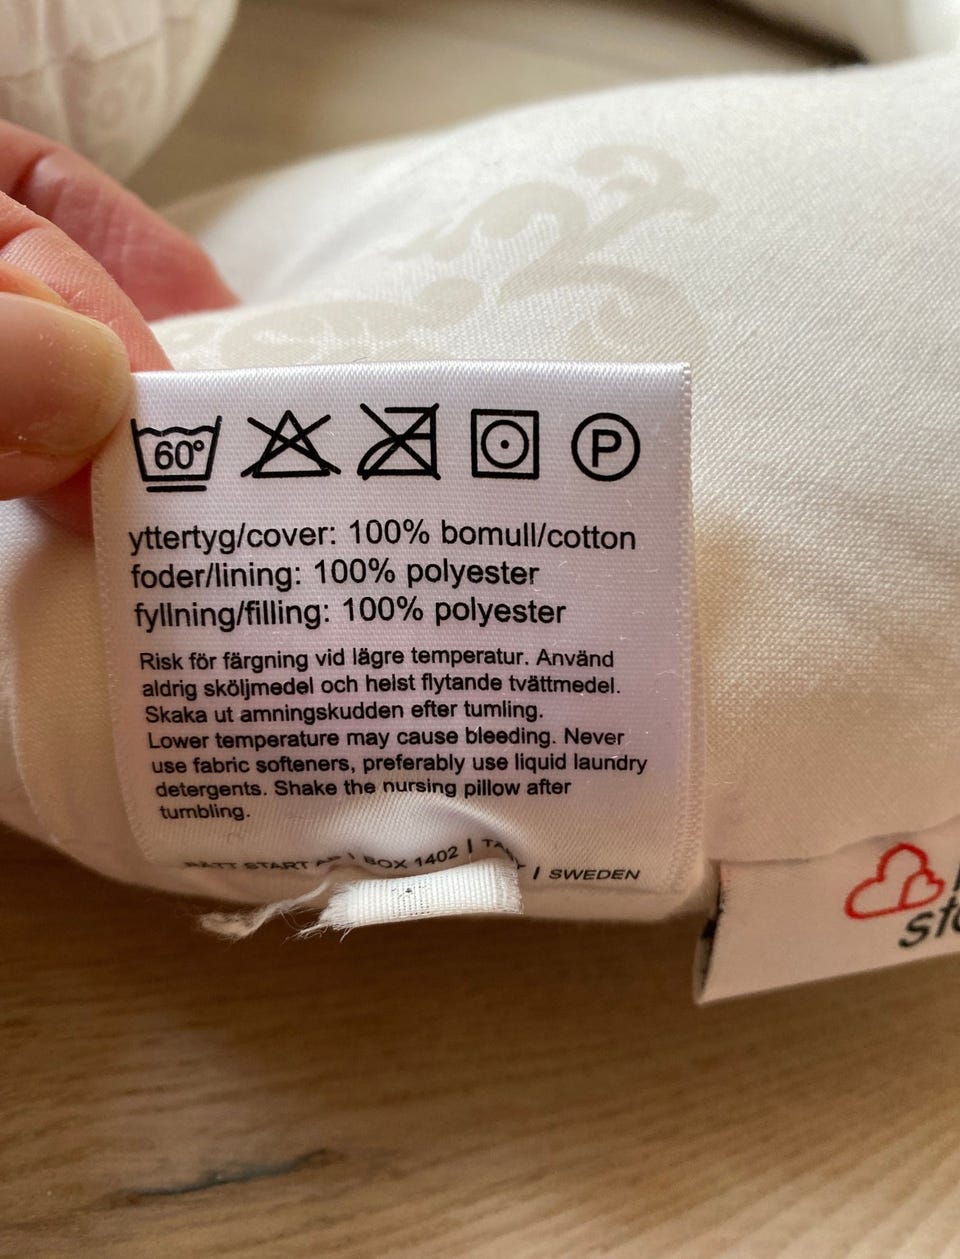 60°
P
yttertyg/cover: 100% bomull/cotton
foder/lining: 100% polyester
fyllning/filling: 100% polyester
Risk för färgning vid lägre temperatur. Använd
aldrig sköljmedel och helst flytande tvättmedel.
Skaka ut amningskudden efter tumling.
Lower temperature may cause bleeding. Never
use fabric softeners, preferably use liquid laundry
detergents. Shake the nursing pillow after
tumbling.
START | BOX 1402 | | SWEDEN